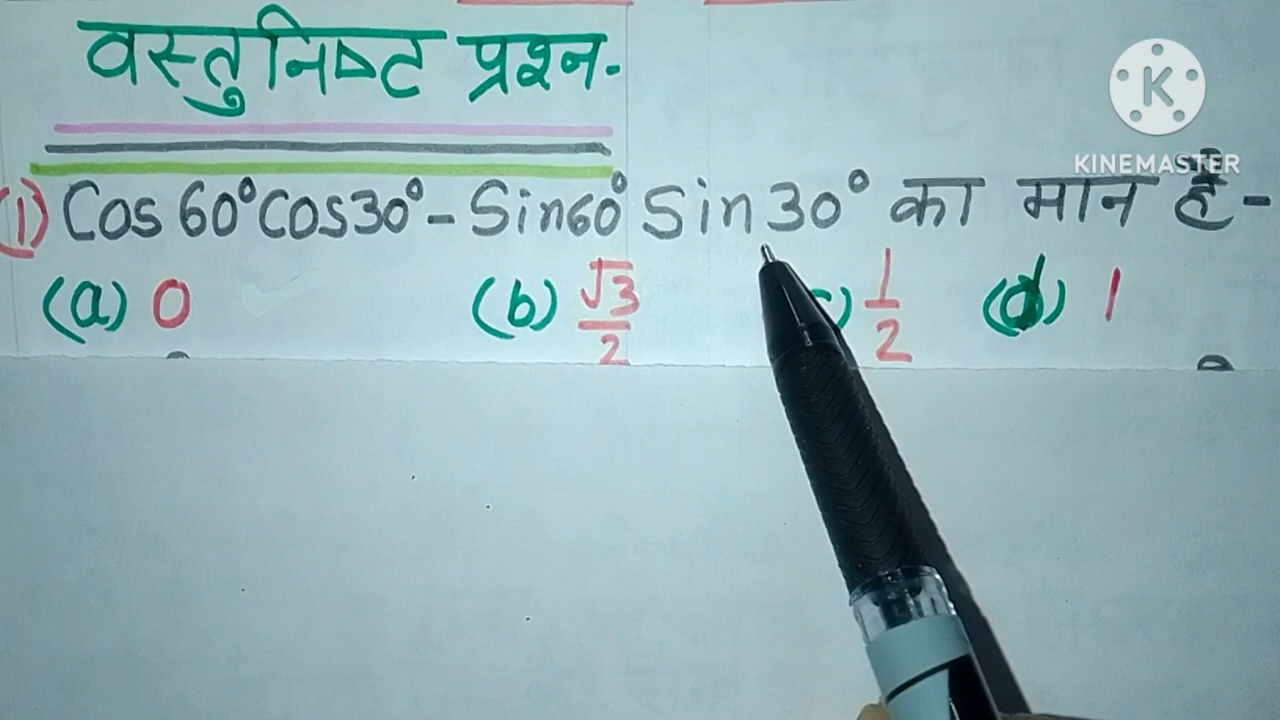 वस्तुनिष्ट प्रश्न-
K
KINEMASTER
(1) Cos 60° Cos 30° - Sin 60° Sin 30° का मान है-
(a) 0 (b) √3/2 c) 1/2 (d) 1